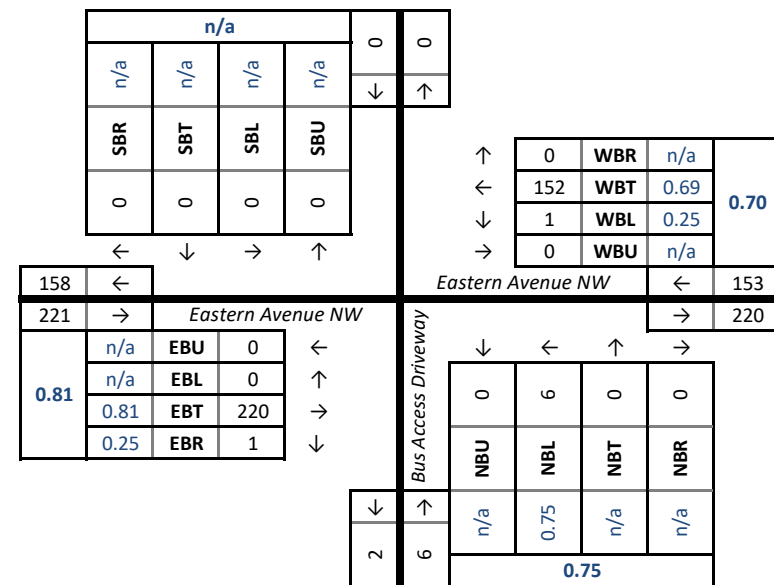 n/a
0 0
n/a n/a n/a n/a
↓ ↑
SBR SBT SBL SBU
0 0 0 0
← ↓ → ↑
↑ 0 WBR n/a
← 152 WBT 0.69
↓ 1 WBL 0.25
→ 0 WBU n/a
0.70
158 ← Eastern Avenue NW ← 153
221 → Eastern Avenue NW → 220
0.81
n/a EBU 0 ←
n/a EBL 0 ↑
0.81 EBT 220 →
0.25 EBR 1 ↓
Bus Access Driveway
↓ ← ↑ →
0 6 0 0
NBU NBL NBT NBR
↓ ↑
n/a 0.75 n/a n/a
2 6
0.75